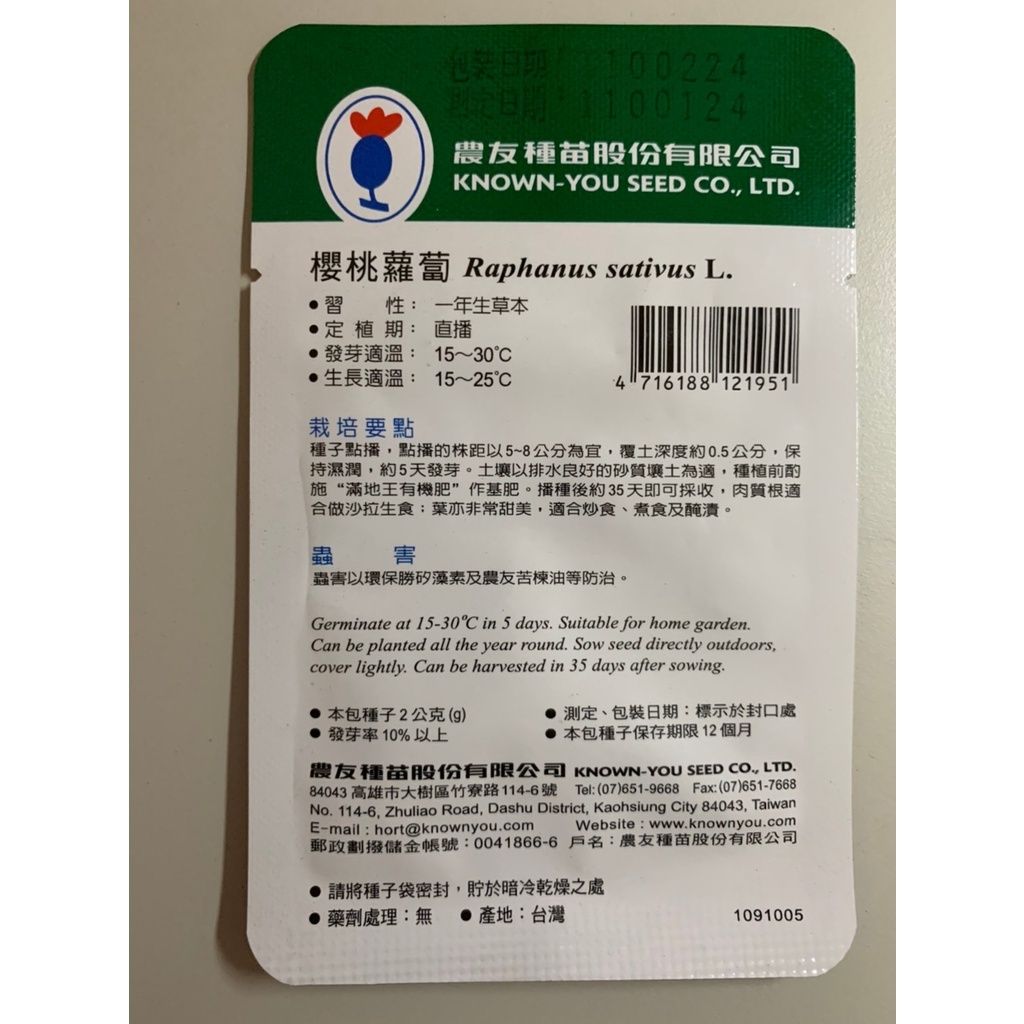 包裝日期：1100224
測定日期：1100124
農友種苗股份有限公司
KNOWN-YOU SEED CO., LTD.
櫻桃蘿蔔 Raphanus sativus L.
●習　　性：一年生草本
●定 植 期：直播
●發芽適溫：15～30℃
●生長適溫：15～25℃
4 716188 121951
栽培要點
種子點播，點播的株距以5~8公分為宜，覆土深度約0.5公分，保
持濕潤，約5天發芽。土壤以排水良好的砂質壤土為適，種植前酌
施“滿地王有機肥”作基肥。播種後約35天即可採收，肉質根適
合做沙拉生食；葉亦非常甜美，適合炒食、煮食及醃漬。
蟲　　害
蟲害以環保勝矽藻素及農友苦楝油等防治。
Germinate at 15-30℃ in 5 days. Suitable for home garden.
Can be planted all the year round. Sow seed directly outdoors,
cover lightly. Can be harvested in 35 days after sowing.
●本包種子2公克(g)　●測定、包裝日期：標示於封口處
●發芽率10%以上　●本包種子保存期限12個月
農友種苗股份有限公司 KNOWN-YOU SEED CO., LTD.
84043 高雄市大樹區竹寮路114-6號　Tel:(07)651-9668　Fax:(07)651-7668
No. 114-6, Zhuliao Road, Dashu District, Kaohsiung City 84043, Taiwan
E-mail : hort@knownyou.com　Website : www.knownyou.com
郵政劃撥儲金帳號：0041866-6　戶名：農友種苗股份有限公司
●請將種子袋密封，貯於暗冷乾燥之處
●藥劑處理：無　●產地：台灣　1091005